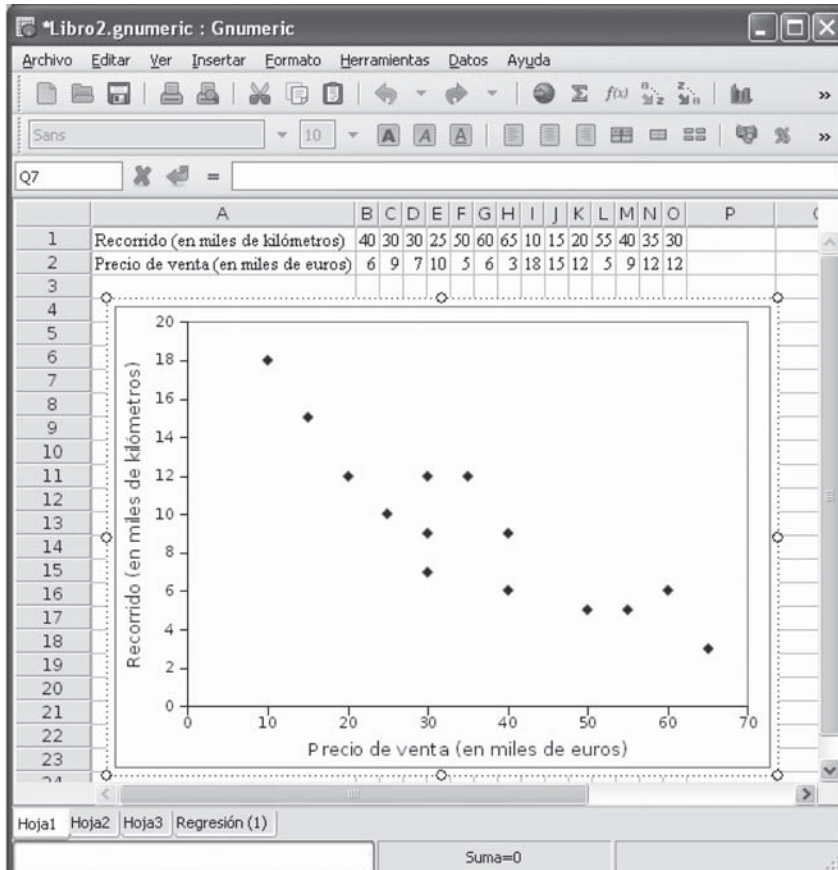 *Libro2.gnumeric : Gnumeric
Archivo Editar Ver Insertar Formato Herramientas Datos Ayuda
Σ f(x) »
Sans 10 A A A % »
Q7 =
A B C D E F G H I J K L M N O P
1 Recorrido (en miles de kilómetros) 40 30 30 25 50 60 65 10 15 20 55 40 35 30
2 Precio de venta (en miles de euros) 6 9 7 10 5 6 3 18 15 12 5 9 12 12
3
4
5
6
7
8
9
10
11
12
13
14
15
16
17
18
19
20
21
22
23
24
Recorrido (en miles de kilómetros)
20
18
16
14
12
10
8
6
4
2
0
0 10 20 30 40 50 60 70
Precio de venta (en miles de euros)
Hoja1 Hoja2 Hoja3 Regresión (1)
Suma=0